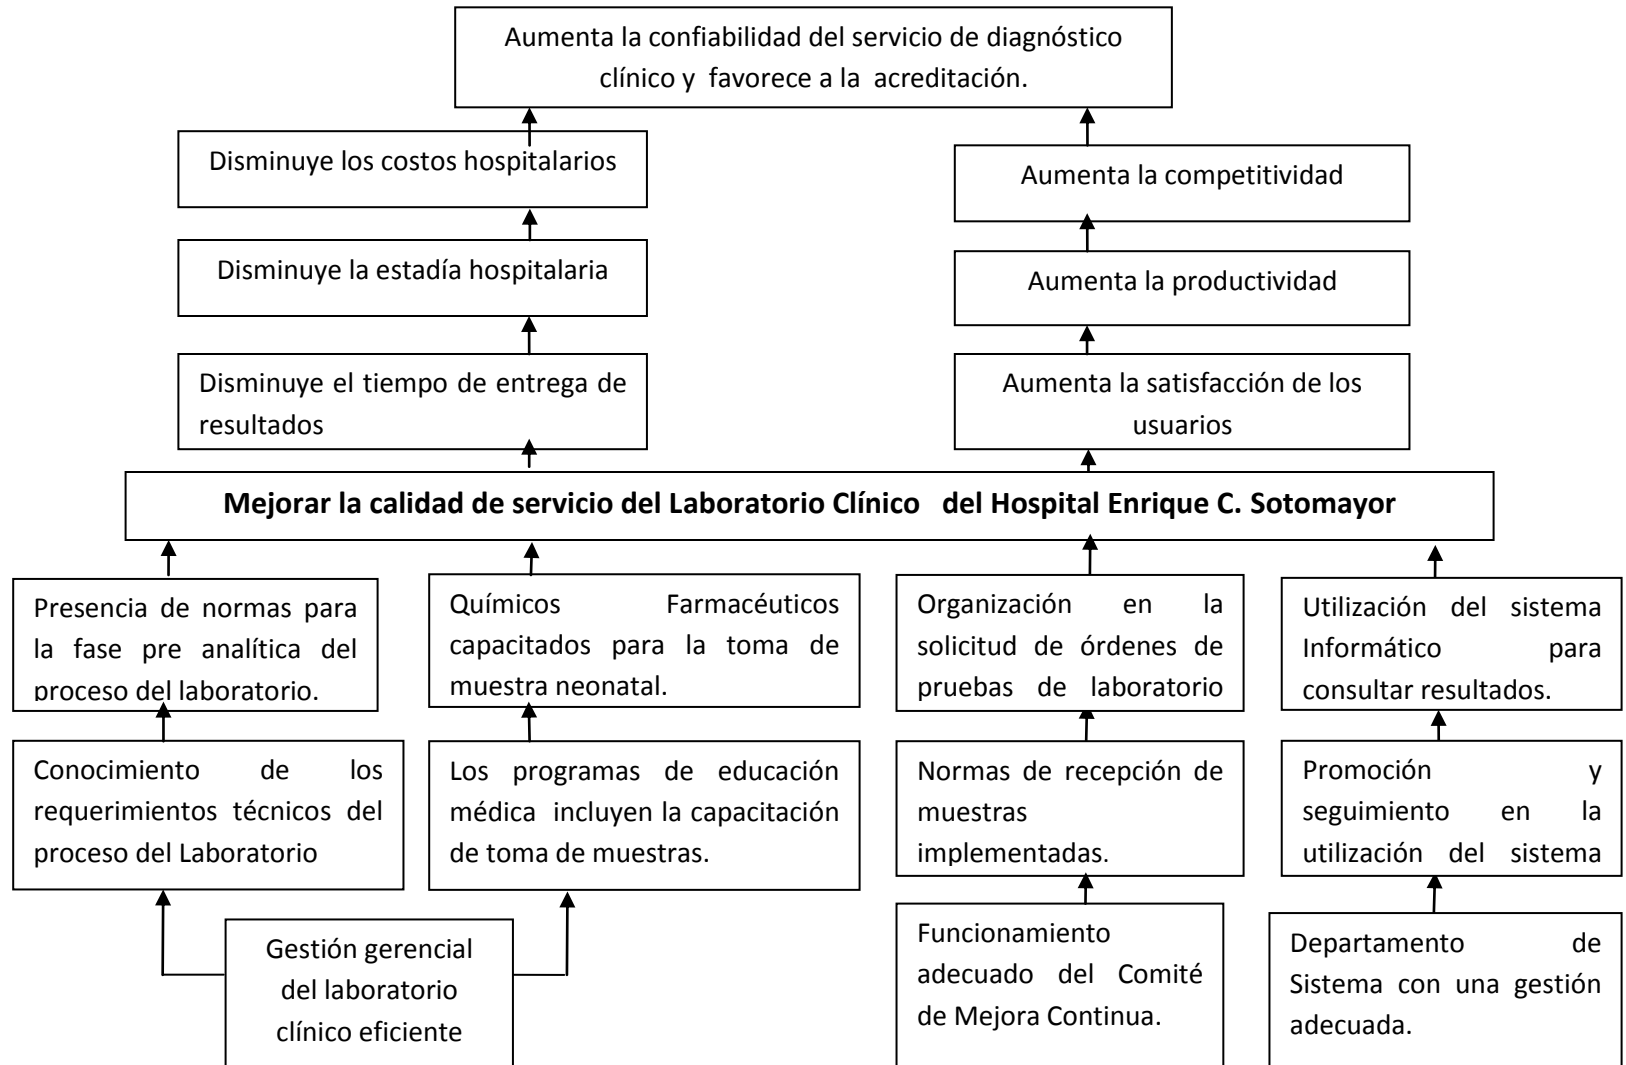 Aumenta la confiabilidad del servicio de diagnóstico
clínico y favorece a la acreditación.
Disminuye los costos hospitalarios
Aumenta la competitividad
Disminuye la estadía hospitalaria
Aumenta la productividad
Disminuye el tiempo de entrega de
resultados
Aumenta la satisfacción de los
usuarios
Mejorar la calidad de servicio del Laboratorio Clínico del Hospital Enrique C. Sotomayor
Presencia de normas para
la fase pre analítica del
proceso del laboratorio.
Químicos Farmacéuticos
capacitados para la toma de
muestra neonatal.
Organización en la
solicitud de órdenes de
pruebas de laboratorio
Utilización del sistema
Informático para
consultar resultados.
Conocimiento de los
requerimientos técnicos del
proceso del Laboratorio
Los programas de educación
médica incluyen la capacitación
de toma de muestras.
Normas de recepción de
muestras
implementadas.
Promoción y
seguimiento en la
utilización del sistema
Gestión gerencial
del laboratorio
clínico eficiente
Funcionamiento
adecuado del Comité
de Mejora Continua.
Departamento de
Sistema con una gestión
adecuada.